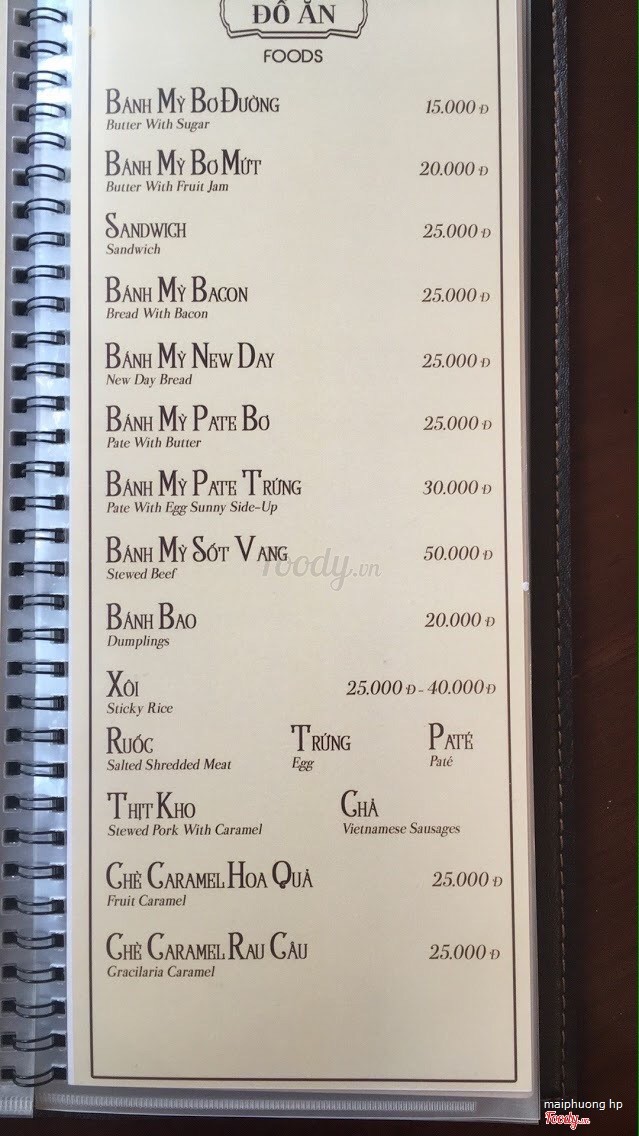 ĐỒ ĂN
FOODS
BÁNH MỲ BƠ ĐƯỜNG 15.000 Đ
Butter With Sugar
BÁNH MỲ BƠ MỨT 20.000 Đ
Butter With Fruit Jam
SANDWICH 25.000 Đ
Sandwich
BÁNH MỲ BACON 25.000 Đ
Bread With Bacon
BÁNH MỲ NEW DAY 25.000 Đ
New Day Bread
BÁNH MỲ PATE BƠ 25.000 Đ
Pate With Butter
BÁNH MỲ PATE TRỨNG 30.000 Đ
Pate With Egg Sunny Side-Up
BÁNH MỲ SỐT VANG 50.000 Đ
Stewed Beef
foody.vn
BÁNH BAO 20.000 Đ
Dumplings
XÔI 25.000 Đ - 40.000 Đ
Sticky Rice
RUỐC TRỨNG PATÉ
Salted Shredded Meat Egg Paté
THỊT KHO CHẢ
Stewed Pork With Caramel Vietnamese Sausages
CHÈ CARAMEL HOA QUẢ 25.000 Đ
Fruit Caramel
CHÈ CARAMEL RAU CÂU 25.000 Đ
Gracilaria Caramel
maiphuong hp
Foody.vn